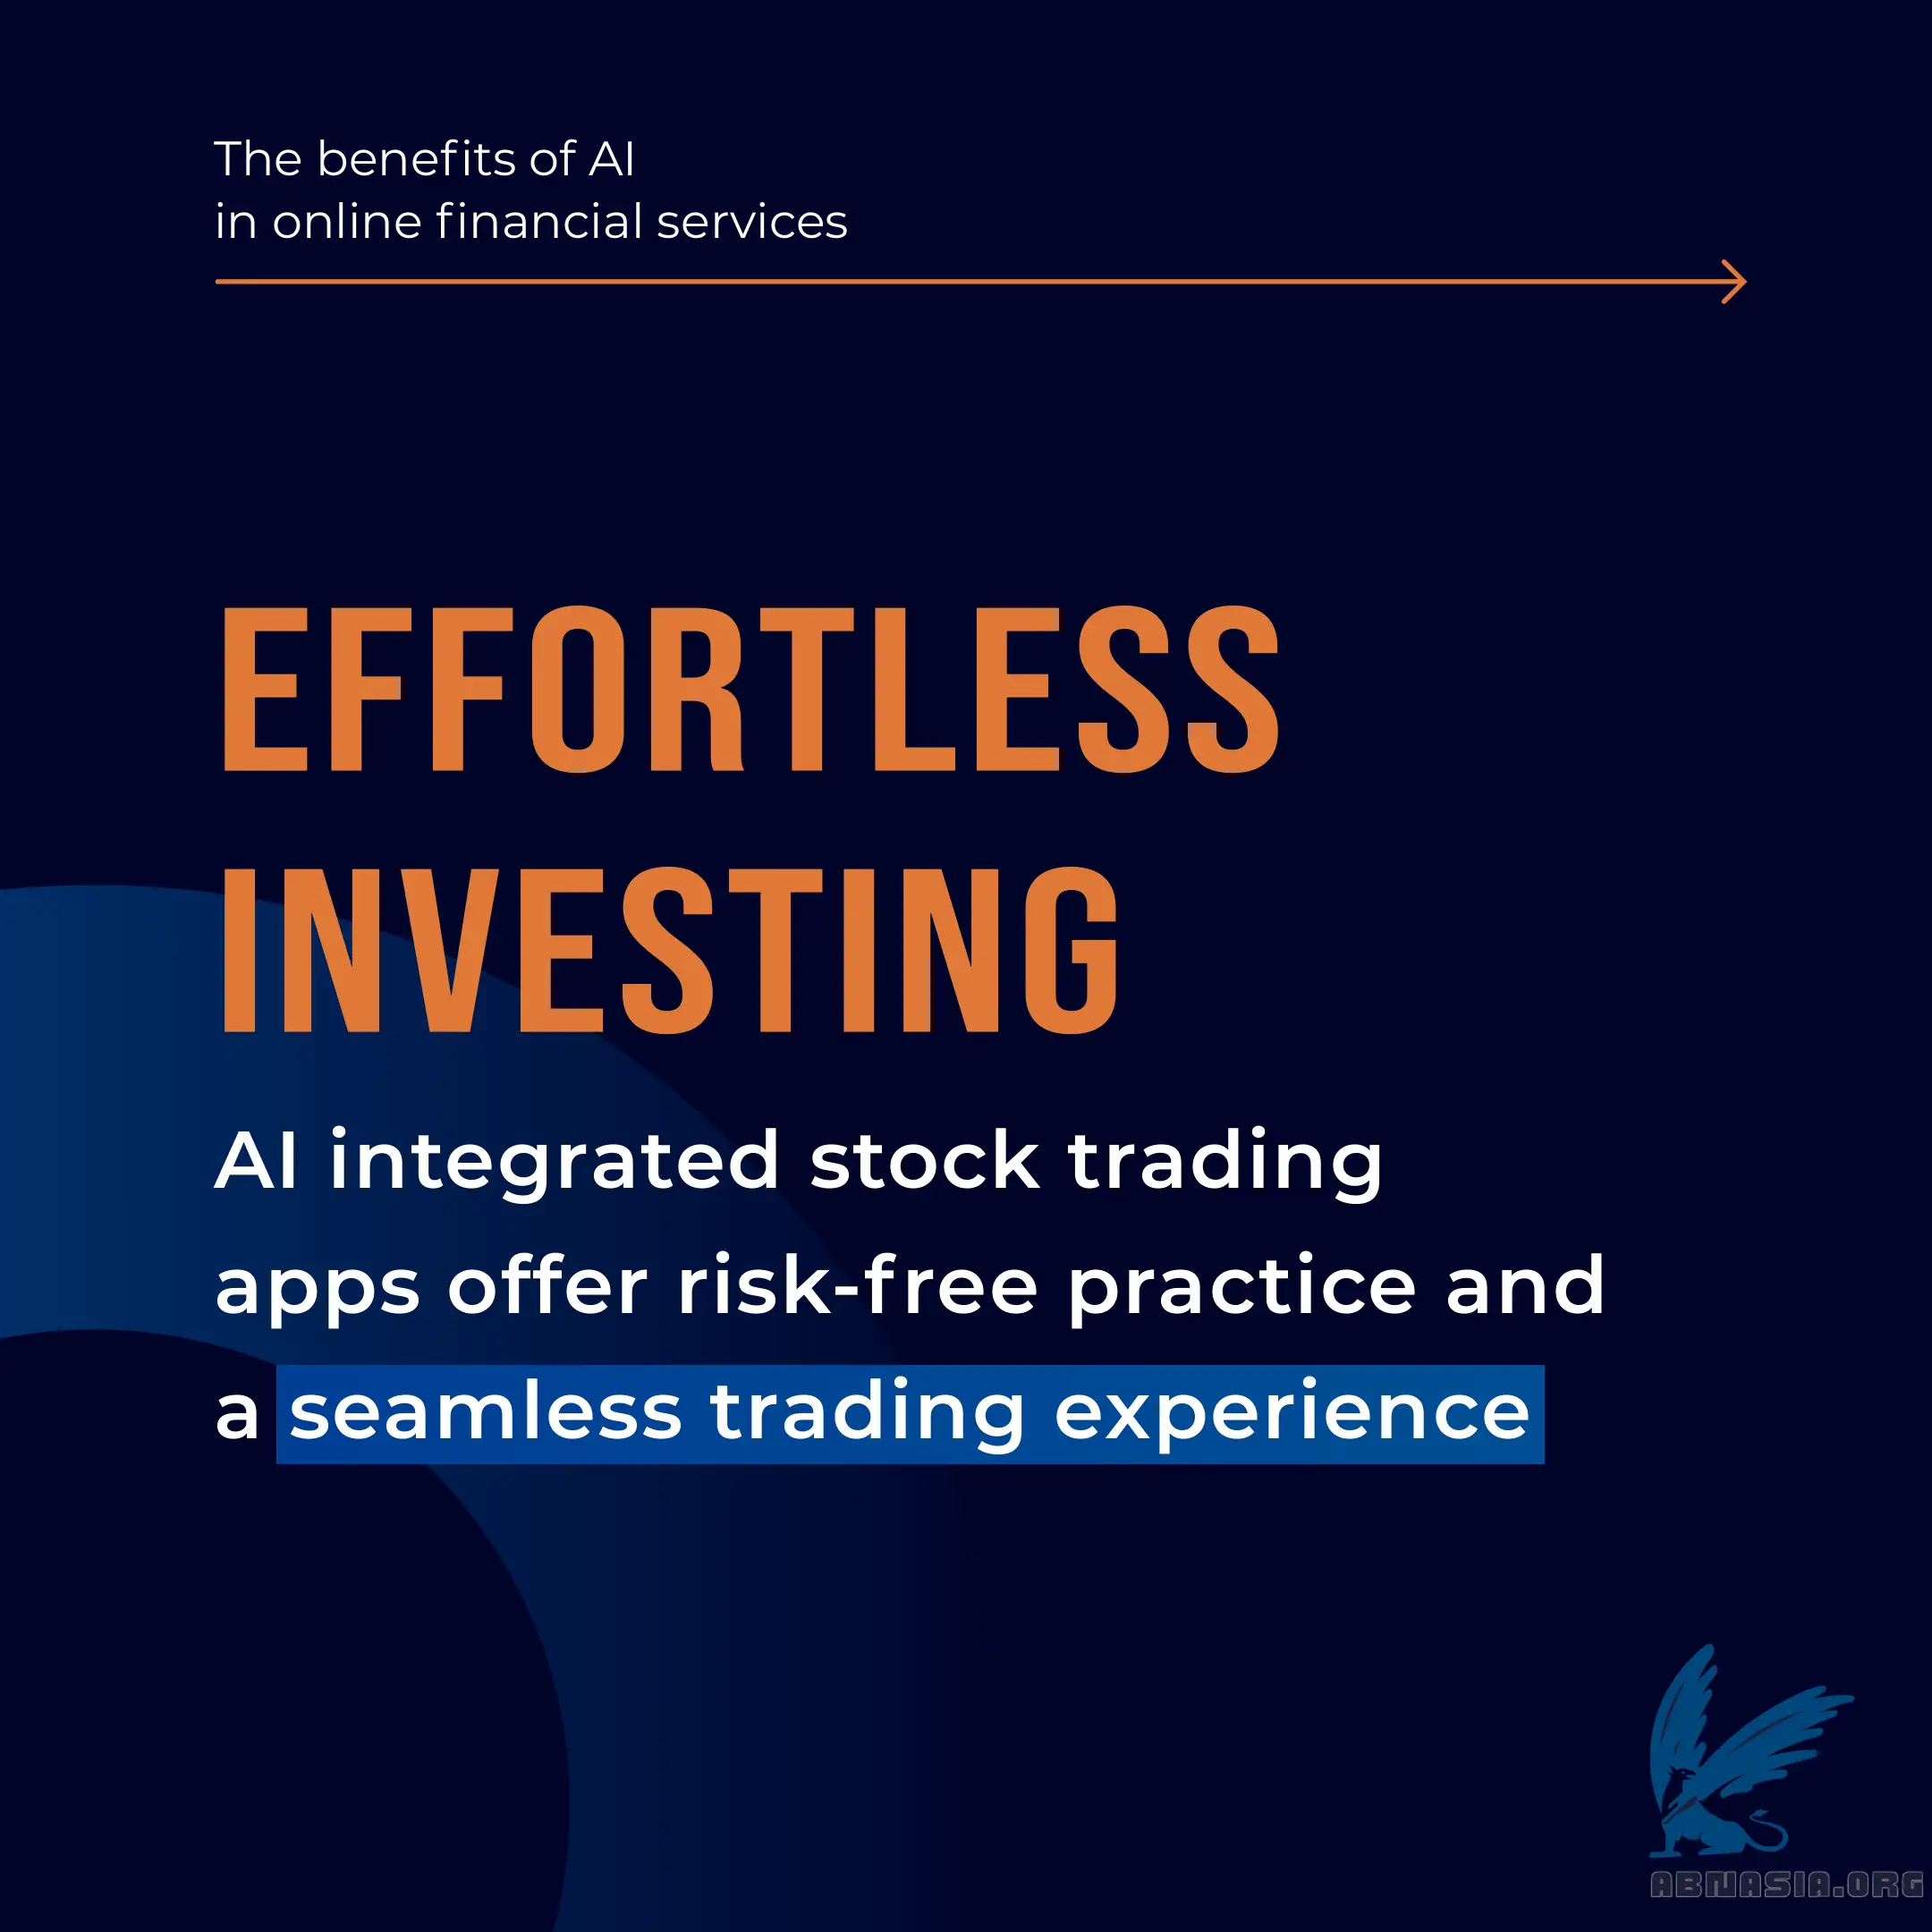 The benefits of AI
in online financial services
EFFORTLESS
INVESTING
AI integrated stock trading
apps offer risk-free practice and
a seamless trading experience
ABNASIA.ORG